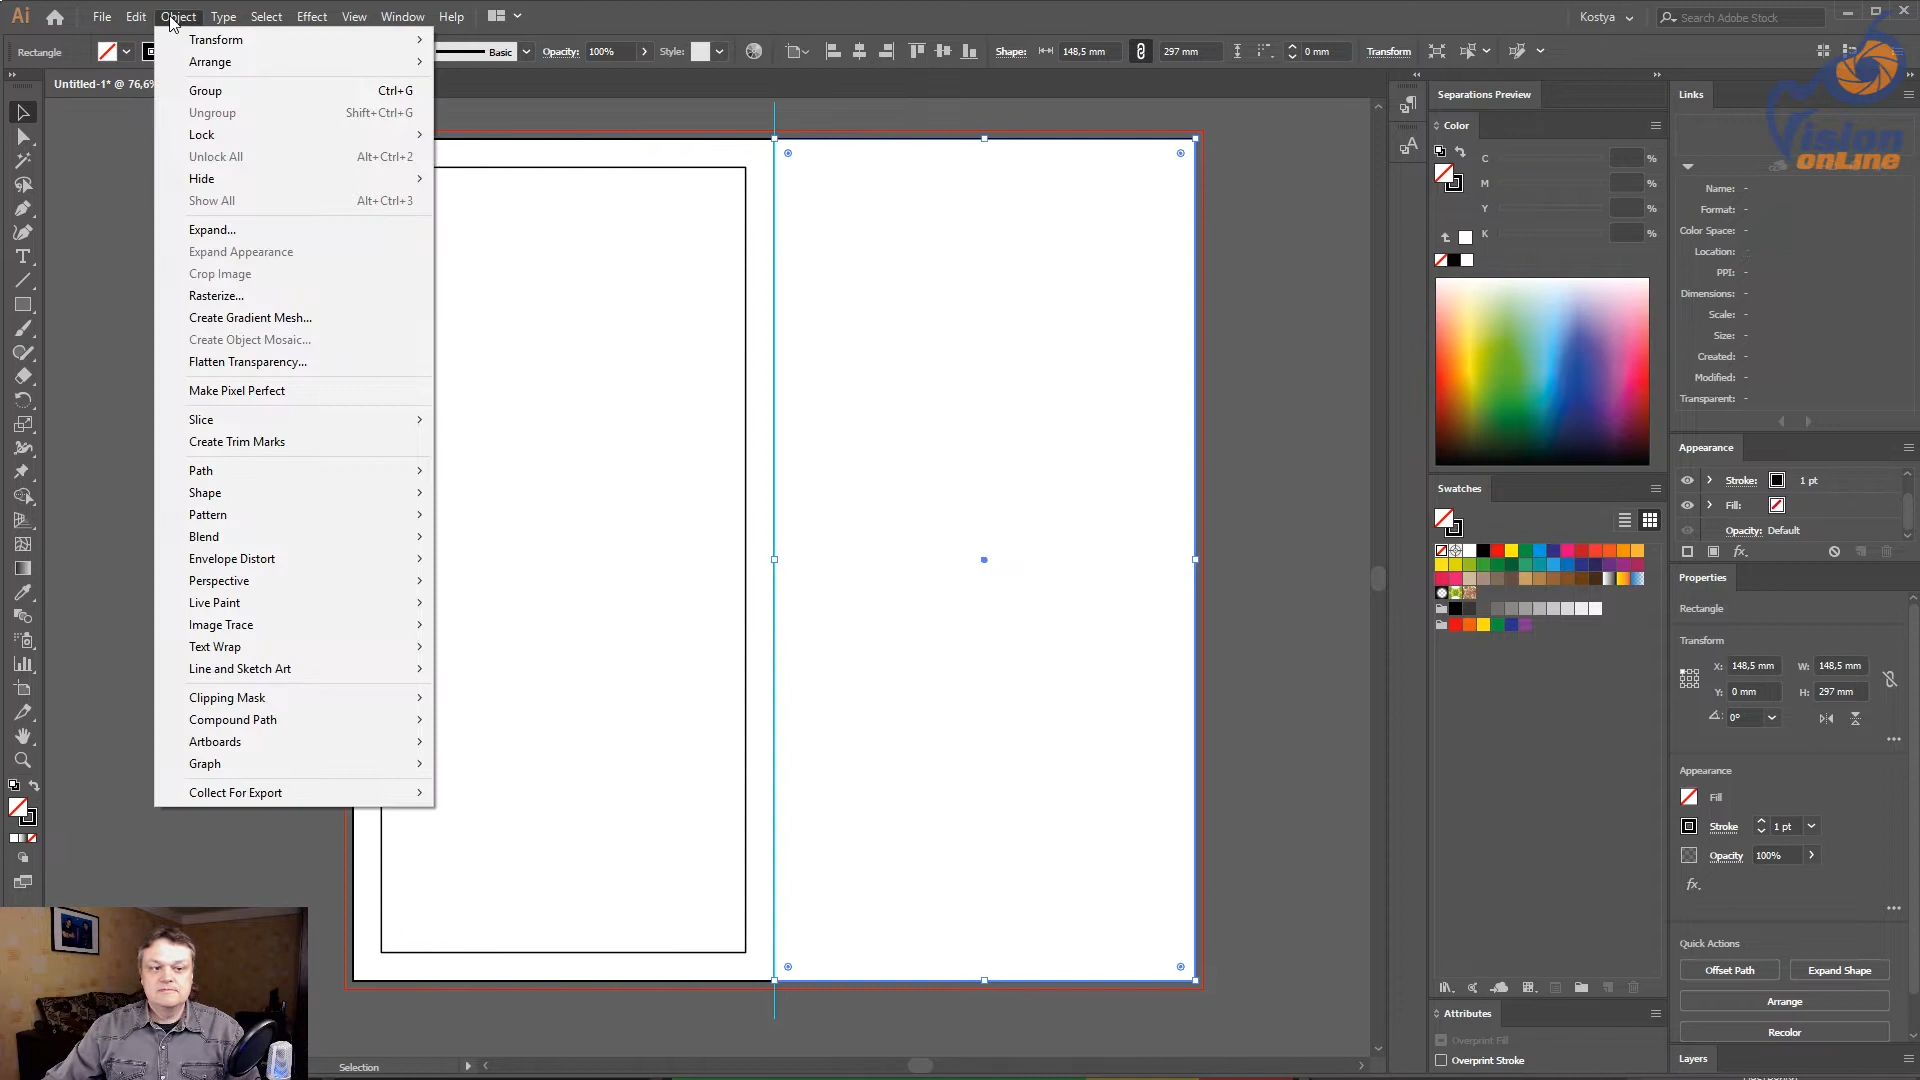 Ai File Edit Object Type Select Effect View Window Help Kostya Search Adobe Stock
Rectangle Basic Opacity: 100% Style: Shape: 148,5 mm 297 mm 0 mm Transform
Untitled-1* @ 76,6%
Transform
Arrange
Group Ctrl+G
Ungroup Shift+Ctrl+G
Lock
Unlock All Alt+Ctrl+2
Hide
Show All Alt+Ctrl+3
Expand...
Expand Appearance
Crop Image
Rasterize...
Create Gradient Mesh...
Create Object Mosaic...
Flatten Transparency...
Make Pixel Perfect
Slice
Create Trim Marks
Path
Shape
Pattern
Blend
Envelope Distort
Perspective
Live Paint
Image Trace
Text Wrap
Line and Sketch Art
Clipping Mask
Compound Path
Artboards
Graph
Collect For Export
Selection
Separations Preview
Color
C %
M %
Y %
K %
Swatches
Attributes
Overprint Fill
Overprint Stroke
Links
Vision
onLine
Name: -
Format: -
Color Space: -
Location: -
PPI: -
Dimensions: -
Scale: -
Size: -
Created: -
Modified: -
Transparent: -
Appearance
Stroke: 1 pt
Fill:
Opacity: Default
fx.
Properties
Rectangle
Transform
X: 148,5 mm W: 148,5 mm
Y: 0 mm H: 297 mm
0°
Appearance
Fill
Stroke 1 pt
Opacity 100%
fx.
Quick Actions
Offset Path Expand Shape
Arrange
Recolor
Layers